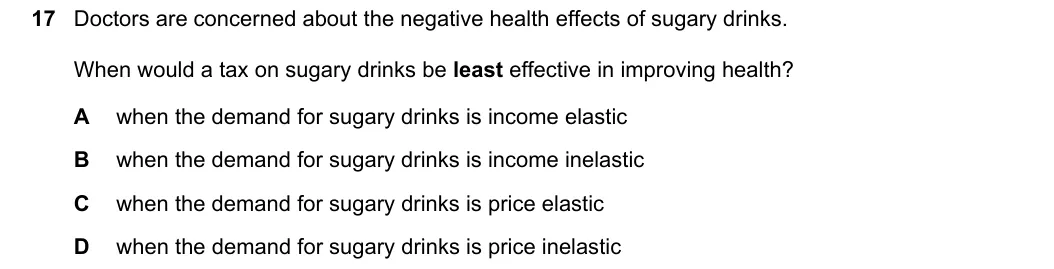 17 Doctors are concerned about the negative health effects of sugary drinks.
When would a tax on sugary drinks be least effective in improving health?
A when the demand for sugary drinks is income elastic
B when the demand for sugary drinks is income inelastic
C when the demand for sugary drinks is price elastic
D when the demand for sugary drinks is price inelastic